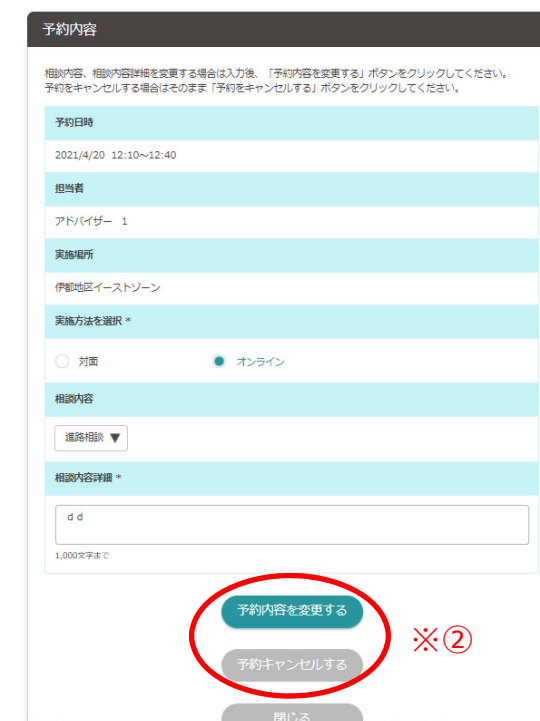 予約内容
相談内容、相談内容詳細を変更する場合は入力後、「予約内容を変更する」ボタンをクリックしてください。
予約をキャンセルする場合はそのまま「予約をキャンセルする」ボタンをクリックしてください。
予約日時
2021/4/20 12:10～12:40
担当者
アドバイザー 1
実施場所
伊都地区イーストゾーン
実施方法を選択 *
対面 オンライン
相談内容
進路相談 ▼
相談内容詳細 *
ｄｄ
1,000文字まで
予約内容を変更する
※②
予約キャンセルする
閉じる